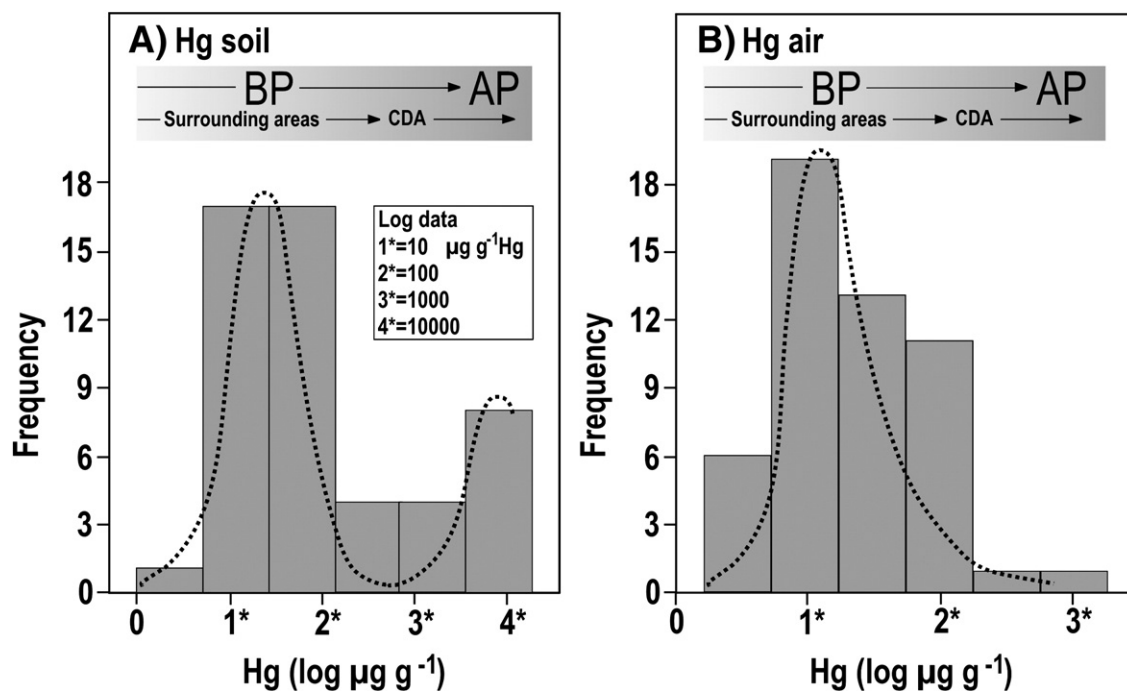 A) Hg soil
BP AP
Surrounding areas CDA
18
15
12
9
6
3
0
Frequency
Log data
1*=10 µg g⁻¹Hg
2*=100
3*=1000
4*=10000
0 1* 2* 3* 4*
Hg (log µg g⁻¹)
B) Hg air
BP AP
Surrounding areas CDA
18
15
12
9
6
3
0
Frequency
0 1* 2* 3*
Hg (log µg g⁻¹)